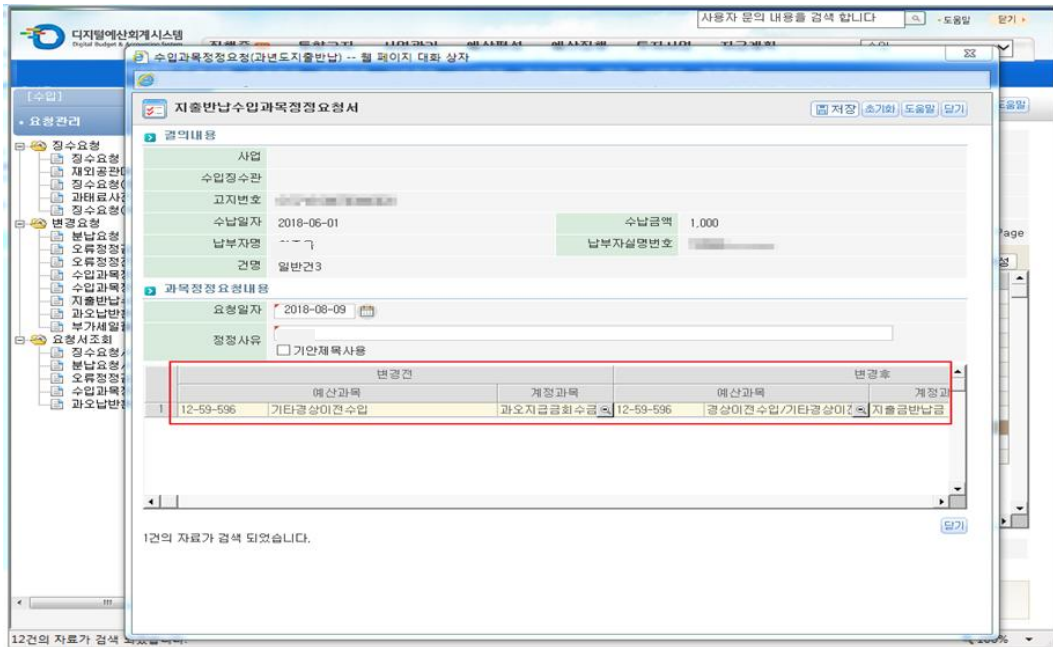 사용자 문의 내용을 검색 합니다
도움말
닫기
디지털예산회계시스템
수입과목정정요청(과년도지출반납) -- 웹 페이지 대화 상자
[수입]
지출반납수입과목정정요청서
저장 초기화 도움말 닫기
도움말
요청관리
결의내용
징수요청
징수요청
징수요청(
징수요청(
사업
수입징수관
고지번호
수납일자 2018-06-01 수납금액 1,000
납부자명 납부자실명번호
건명 일반건3
Page
변경요청
분납요청
오류정정
오류정정
수입과목
수입과목
지출반납
과오납반
부가세일
과목정정요청내용
요청일자 2018-08-09
정정사유
기안제목사용
요청서조회
징수요청
분납요청
오류정정
수입과목
과오납반
변경전 변경후
예산과목 계정과목 예산과목 계정과
1 12-59-596 기타경상이전수입 과오지급금회수금 12-59-596 경상이전수입/기타경상이전 지출금반납금
닫기
1건의 자료가 검색 되었습니다.
12건의 자료가 검색